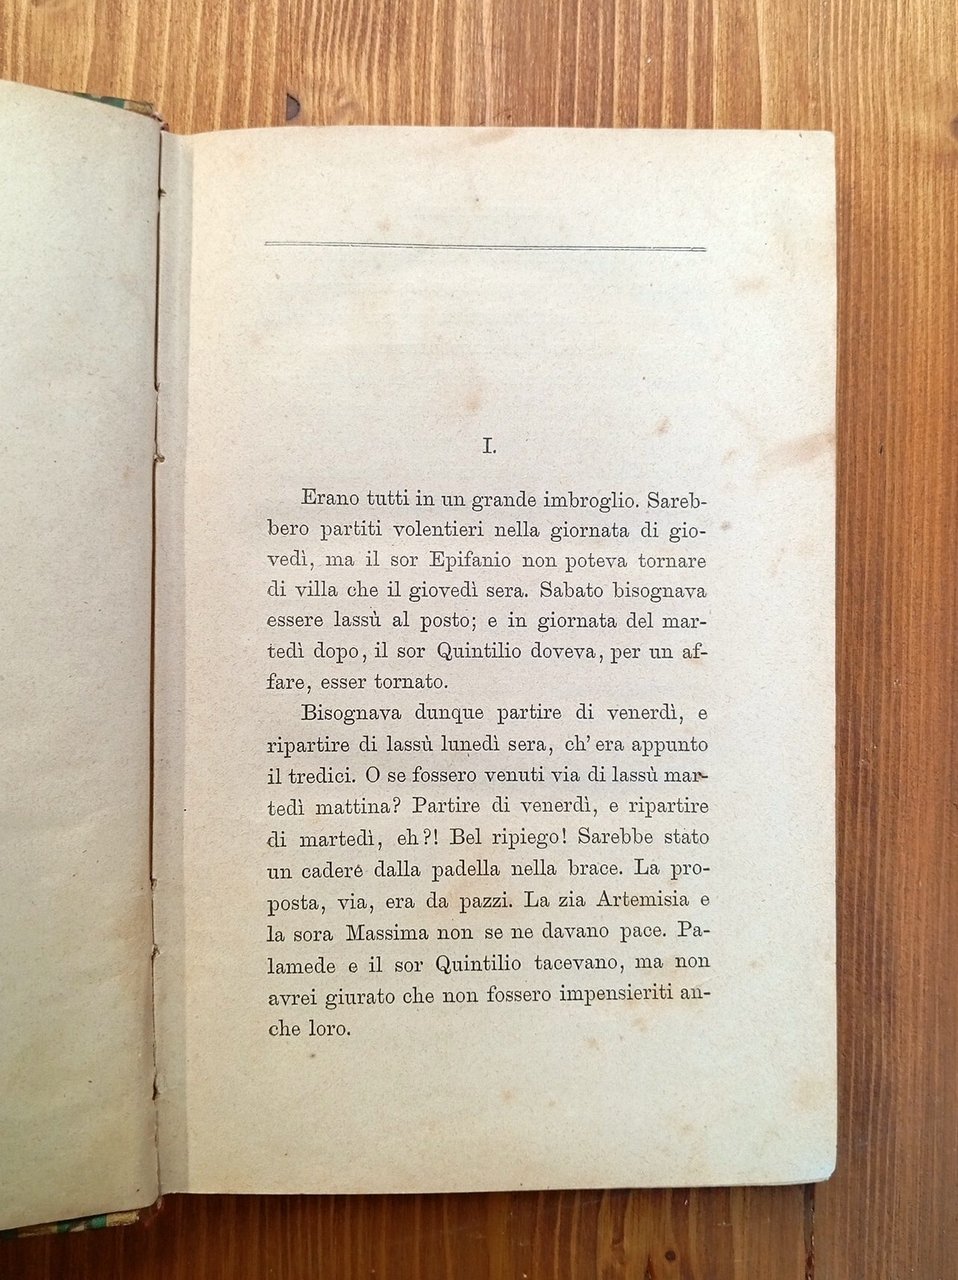 I.
Erano tutti in un grande imbroglio. Sareb-
bero partiti volentieri nella giornata di gio-
vedì, ma il sor Epifanio non poteva tornare
di villa che il giovedì sera. Sabato bisognava
essere lassù al posto; e in giornata del mar-
tedì dopo, il sor Quintilio doveva, per un af-
fare, esser tornato.
Bisognava dunque partire di venerdì, e
ripartire di lassù lunedì sera, ch' era appunto
il tredici. O se fossero venuti via di lassù mar-
tedì mattina? Partire di venerdì, e ripartire
di martedì, eh?! Bel ripiego! Sarebbe stato
un cadere dalla padella nella brace. La pro-
posta, via, era da pazzi. La zia Artemisia e
la sora Massima non se ne davano pace. Pa-
lamede e il sor Quintilio tacevano, ma non
avrei giurato che non fossero impensieriti an-
che loro.